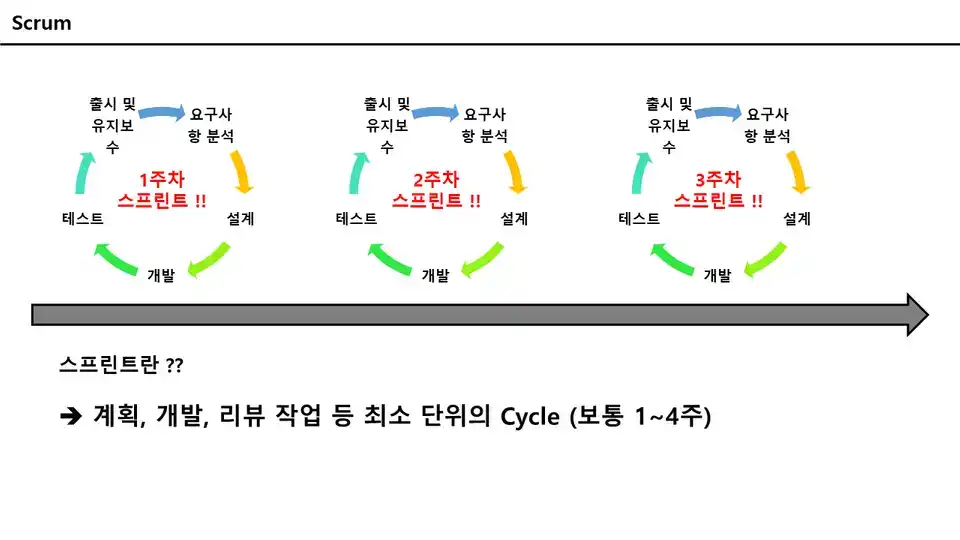 Scrum
출시 및
유지보
수
요구사
항 분석
1주차
스프린트 !!
테스트
설계
개발
출시 및
유지보
수
요구사
항 분석
2주차
스프린트 !!
테스트
설계
개발
출시 및
유지보
수
요구사
항 분석
3주차
스프린트 !!
테스트
설계
개발
스프린트란 ??
➔ 계획, 개발, 리뷰 작업 등 최소 단위의 Cycle (보통 1~4주)